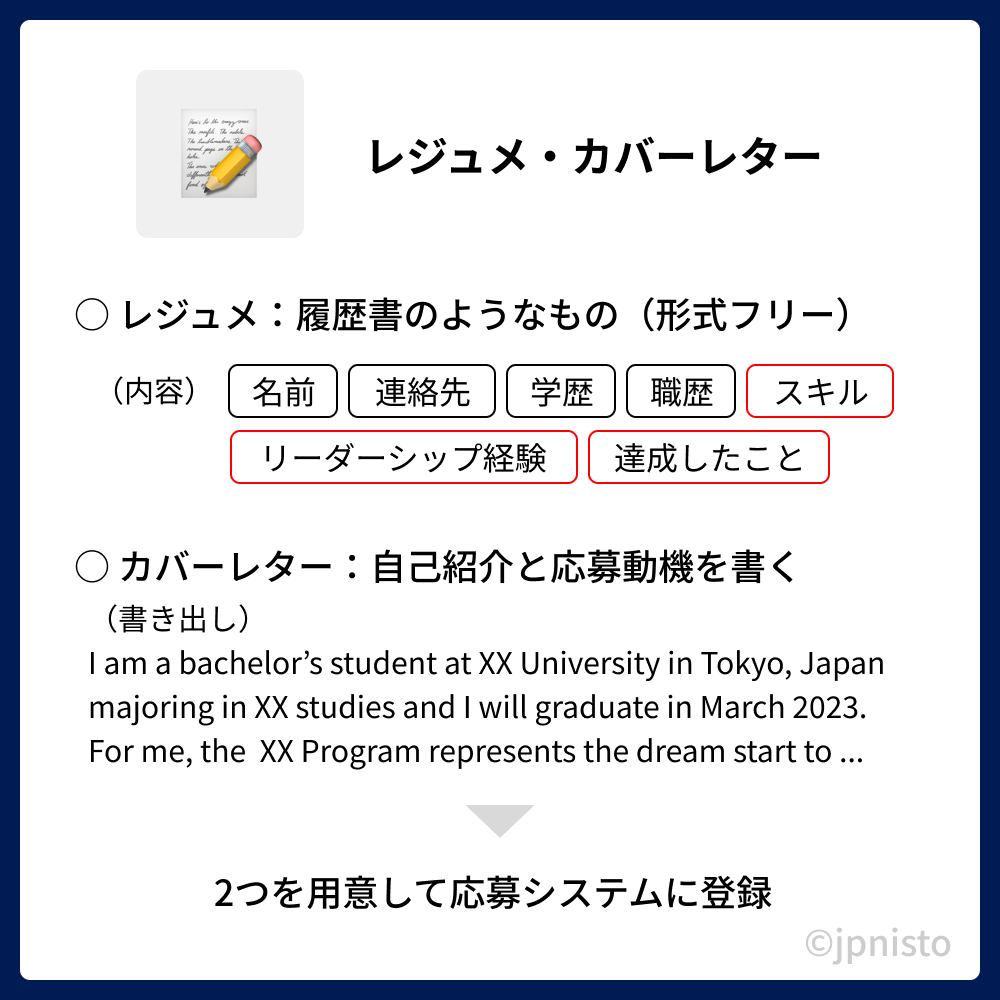 レジュメ・カバーレター
○ レジュメ：履歴書のようなもの（形式フリー）
（内容） 名前 連絡先 学歴 職歴 スキル
リーダーシップ経験 達成したこと
○ カバーレター：自己紹介と応募動機を書く
（書き出し）
I am a bachelor’s student at XX University in Tokyo, Japan
majoring in XX studies and I will graduate in March 2023.
For me, the  XX Program represents the dream start to ...
2つを用意して応募システムに登録
©jpnisto